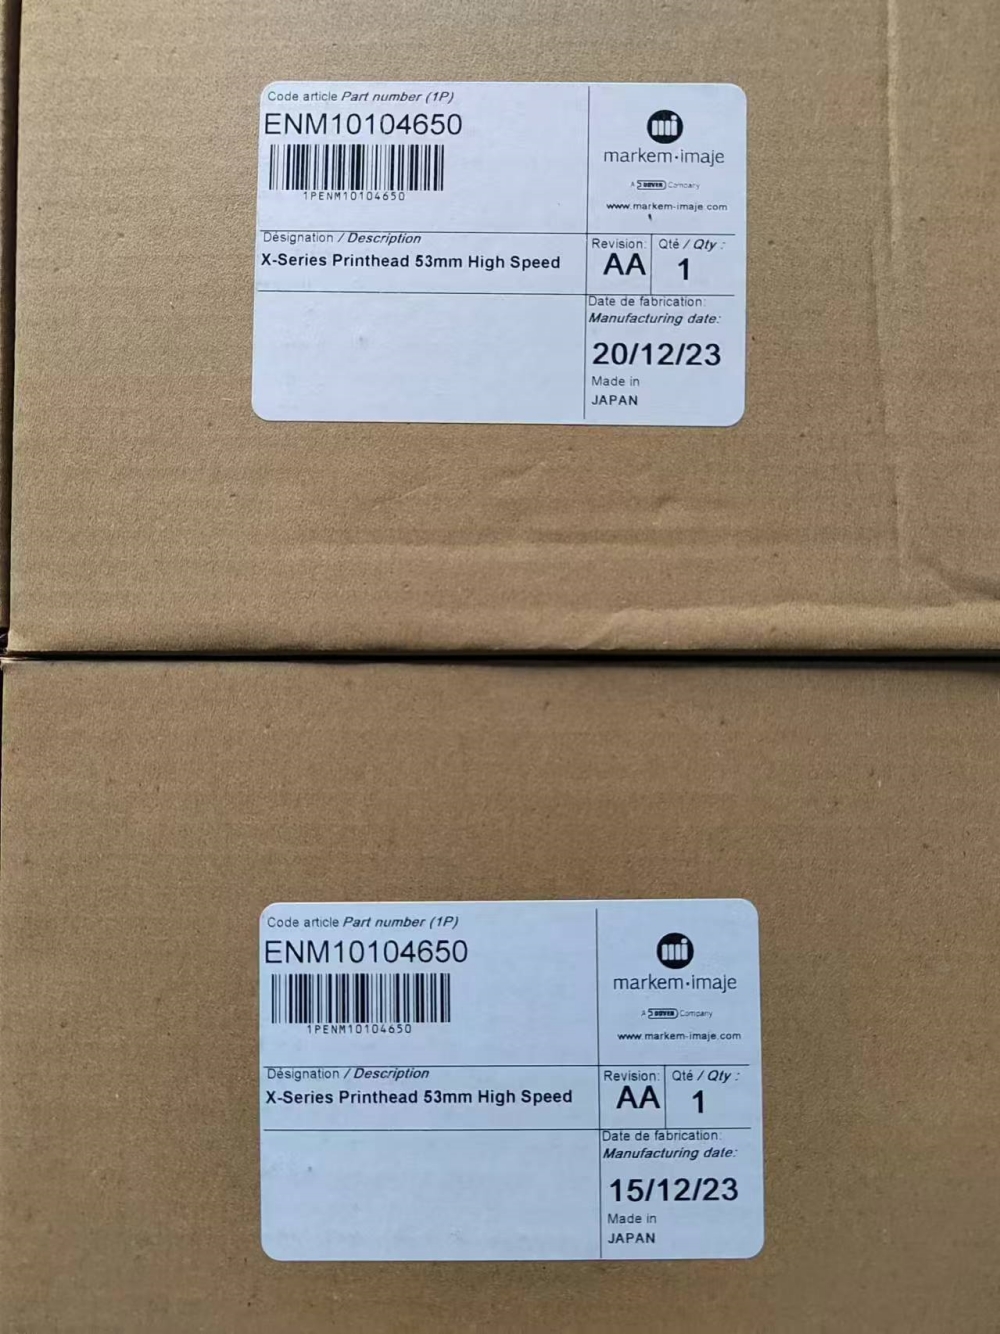 Code article Part number (1P)
ENM10104650
1PENM10104650
markem·imaje
A DOVER Company
www.markem-imaje.com
Désignation / Description
X-Series Printhead 53mm High Speed
Revision:
AA
Qté / Qty :
1
Date de fabrication:
Manufacturing date:
20/12/23
Made in
JAPAN
Code article Part number (1P)
ENM10104650
1PENM10104650
markem·imaje
A DOVER Company
www.markem-imaje.com
Désignation / Description
X-Series Printhead 53mm High Speed
Revision:
AA
Qté / Qty :
1
Date de fabrication:
Manufacturing date:
15/12/23
Made in
JAPAN